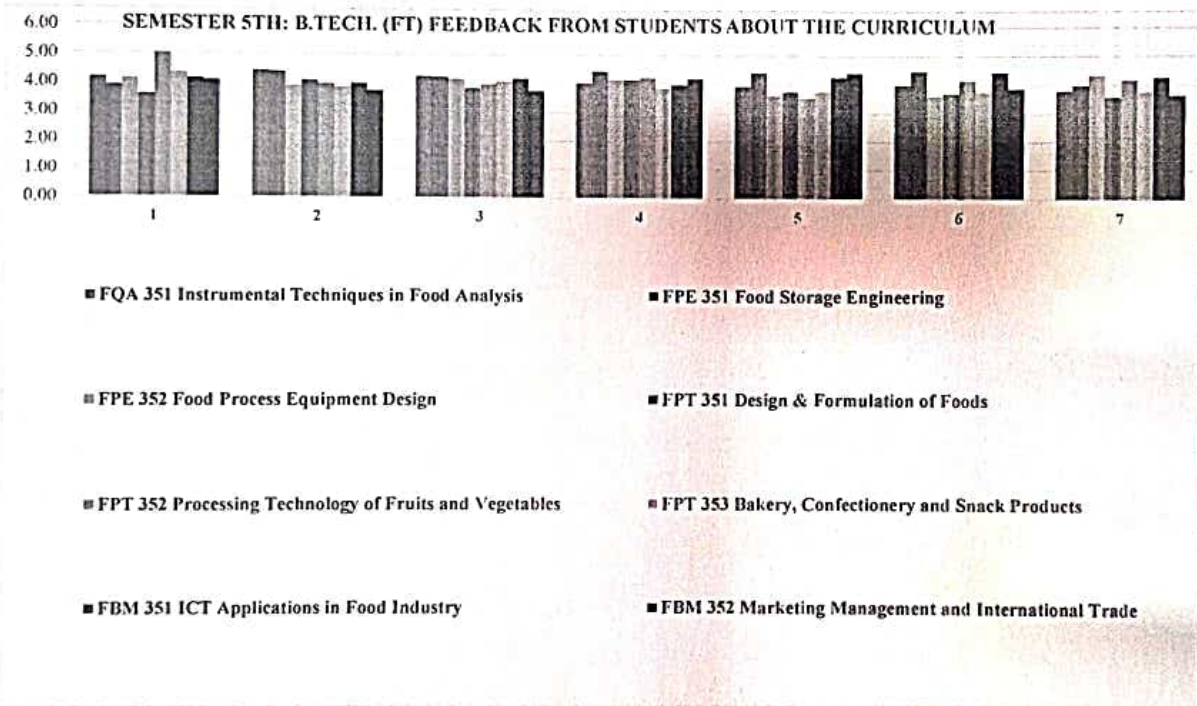 SEMESTER 5TH: B.TECH. (FT) FEEDBACK FROM STUDENTS ABOUT THE CURRICULUM
6.00
5.00
4.00
3.00
2.00
1.00
0.00
1 2 3 4 5 6 7
FQA 351 Instrumental Techniques in Food Analysis
FPE 351 Food Storage Engineering
FPE 352 Food Process Equipment Design
FPT 351 Design & Formulation of Foods
FPT 352 Processing Technology of Fruits and Vegetables
FPT 353 Bakery, Confectionery and Snack Products
FBM 351 ICT Applications in Food Industry
FBM 352 Marketing Management and International Trade